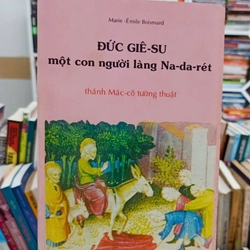 Marie -Émile Boismard
ĐỨC GIÊ-SU
một con người làng Na-da-rét
thánh Mác-cô tường thuật